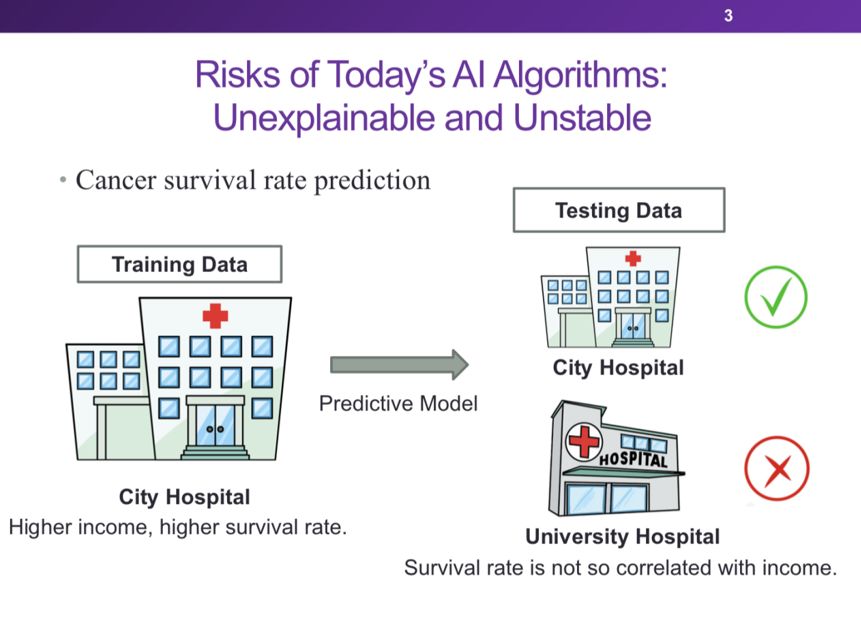 3
Risks of Today's AI Algorithms:
Unexplainable and Unstable
• Cancer survival rate prediction
Training Data
City Hospital
Higher income, higher survival rate.
Predictive Model
Testing Data
City Hospital
HOSPITAL
University Hospital
Survival rate is not so correlated with income.